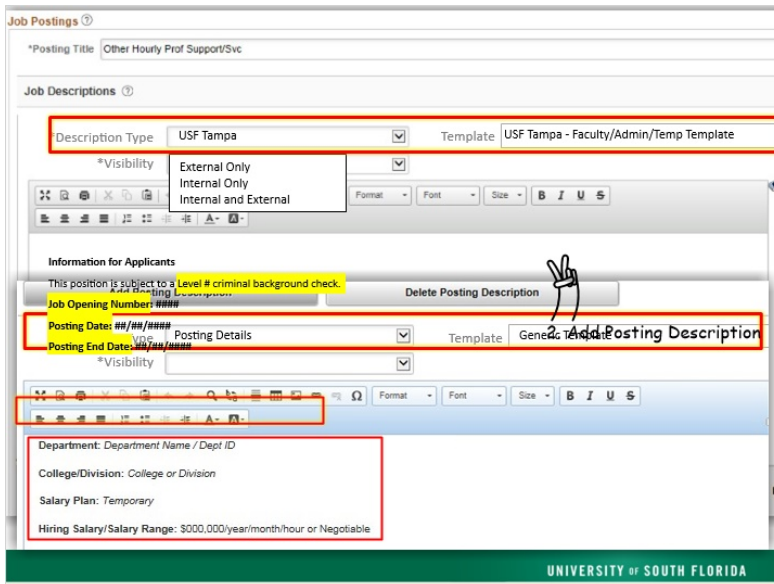 Job Postings ?
*Posting Title Other Hourly Prof Support/Svc
Job Descriptions ?
*Description Type USF Tampa Template USF Tampa - Faculty/Admin/Temp Template
*Visibility
External Only
Internal Only
Internal and External
Format Font Size B I U S
Information for Applicants
This position is subject to a Level # criminal background check.
Add Posting Description Delete Posting Description
Job Opening Number: ####
Posting Date: ##/##/####
2. Add Posting Description
Posting Details Template Generic Template
Posting End Date: ##/##/####
*Visibility
Format Font Size B I U S
Department: Department Name / Dept ID
College/Division: College or Division
Salary Plan: Temporary
Hiring Salary/Salary Range: $000,000/year/month/hour or Negotiable
UNIVERSITY OF SOUTH FLORIDA